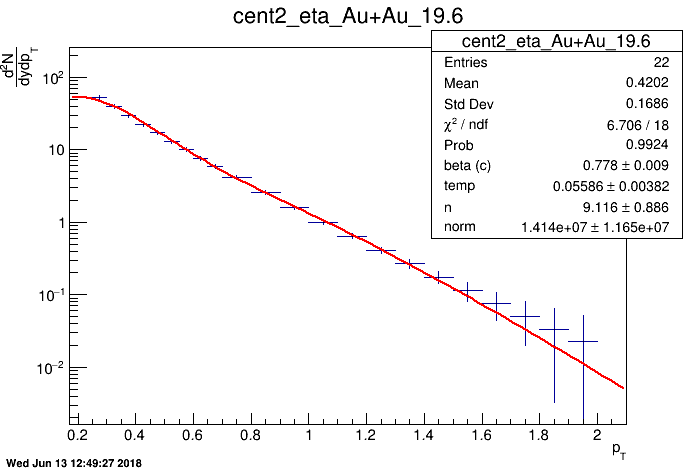 cent2_eta_Au+Au_19.6
d²N
dydp_T
cent2_eta_Au+Au_19.6
Entries 22
Mean 0.4202
Std Dev 0.1686
χ² / ndf 6.706 / 18
Prob 0.9924
beta (c) 0.778 ± 0.009
temp 0.05586 ± 0.00382
n 9.116 ± 0.886
norm 1.414e+07 ± 1.165e+07
10²
10
1
10⁻¹
10⁻²
0.2 0.4 0.6 0.8 1 1.2 1.4 1.6 1.8 2
p_T
Wed Jun 13 12:49:27 2018